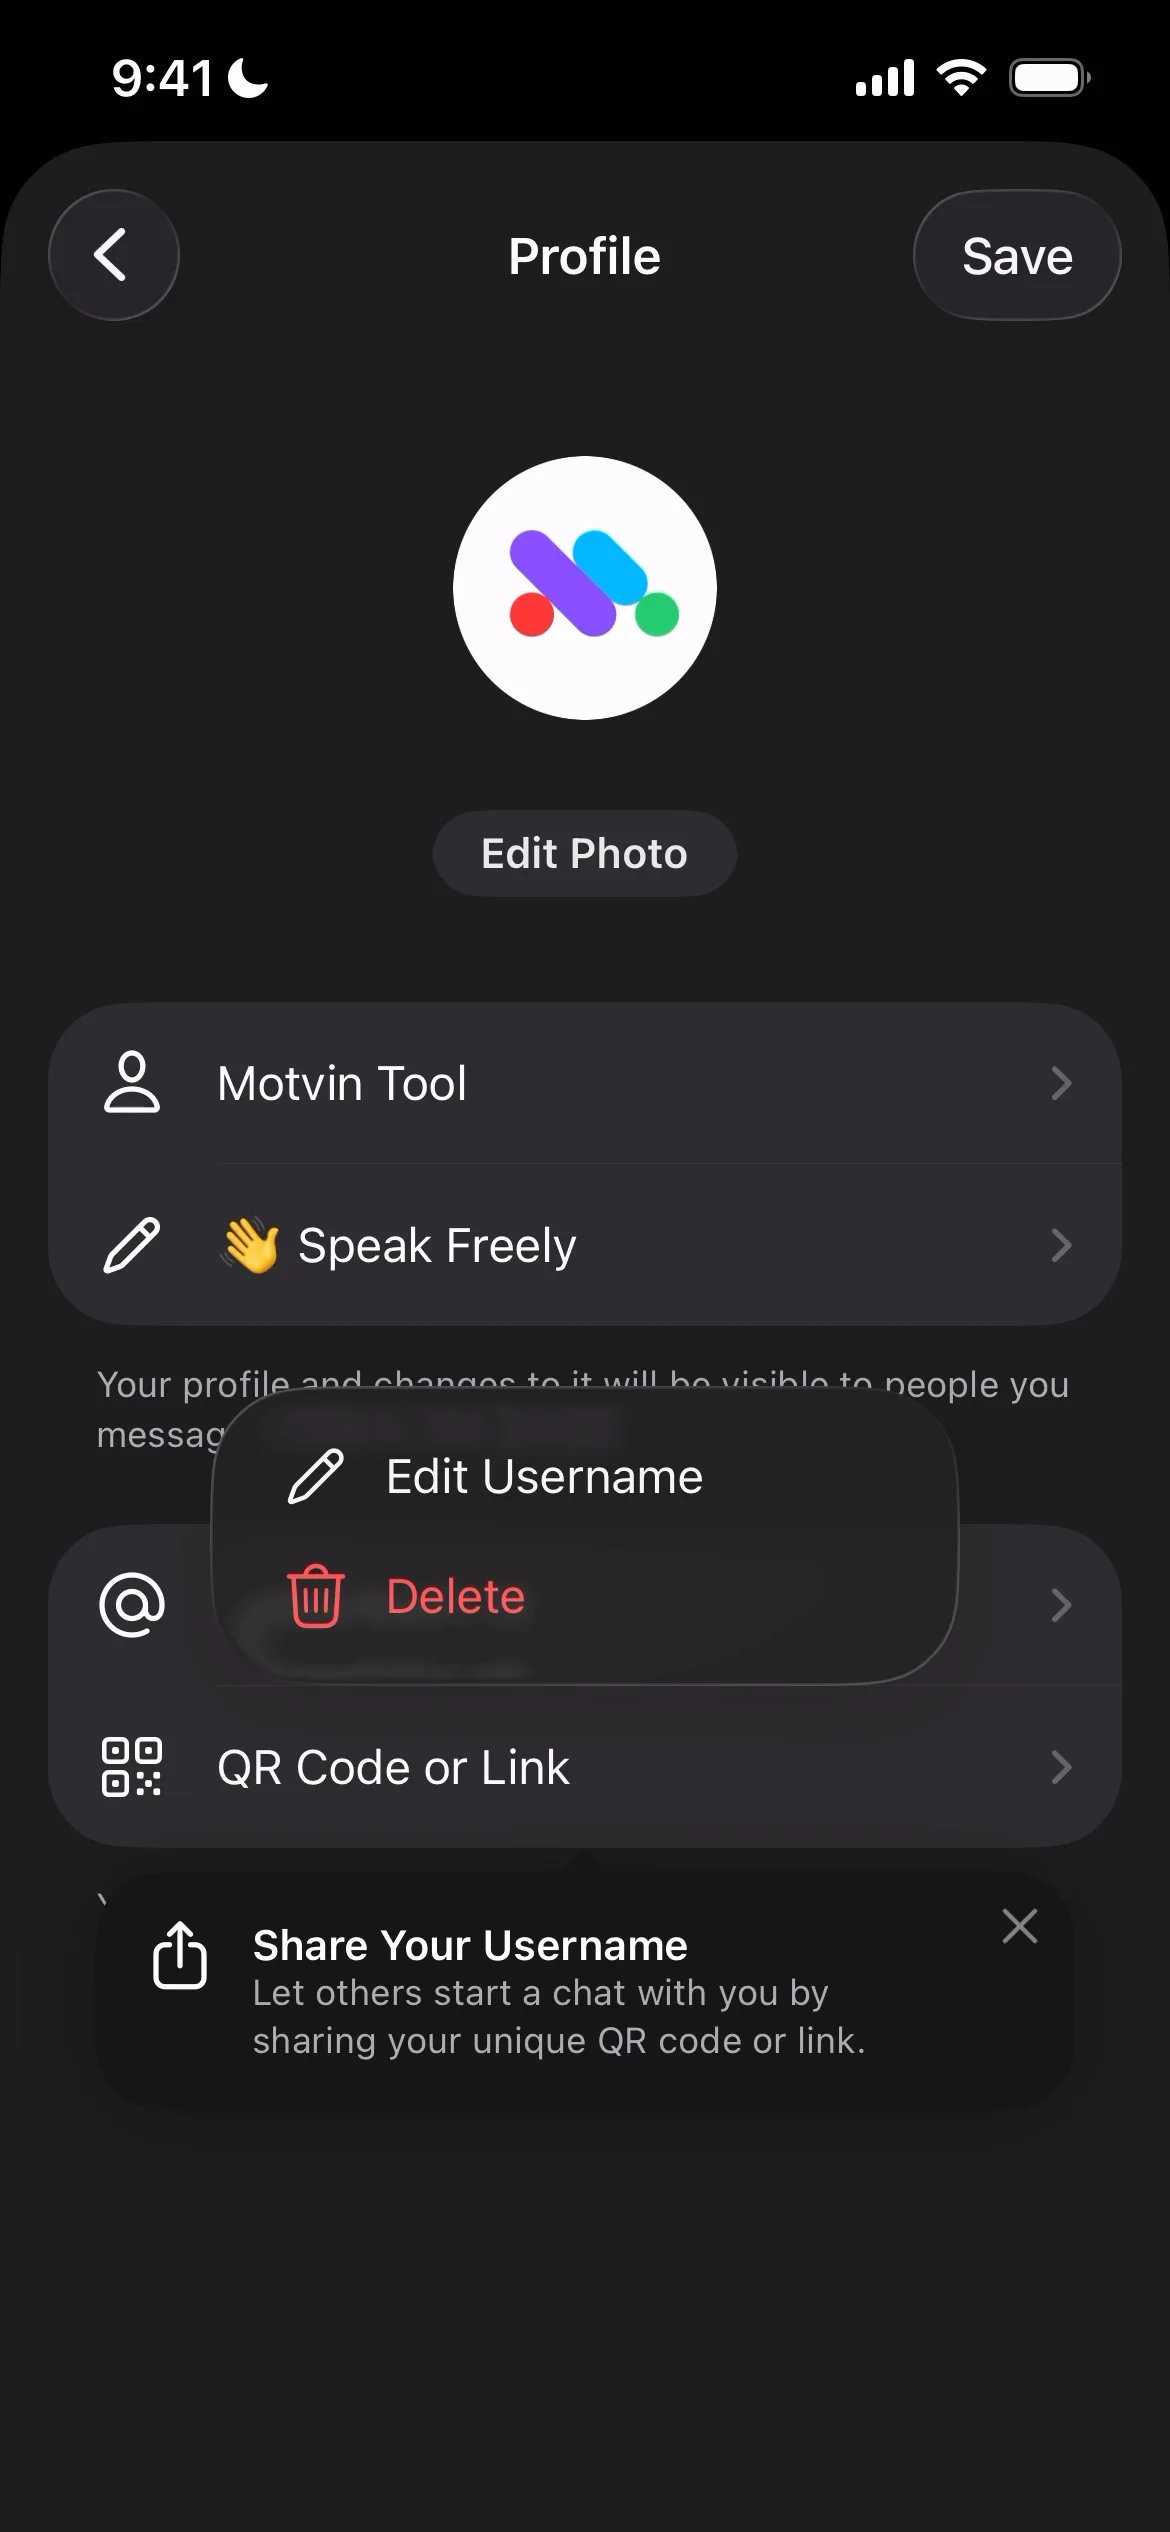 9:41
Profile
Save
Edit Photo
Motvin Tool
👋 Speak Freely
Your profile and changes to it will be visible to people you
Edit Username
Delete
QR Code or Link
Share Your Username
Let others start a chat with you by
sharing your unique QR code or link.